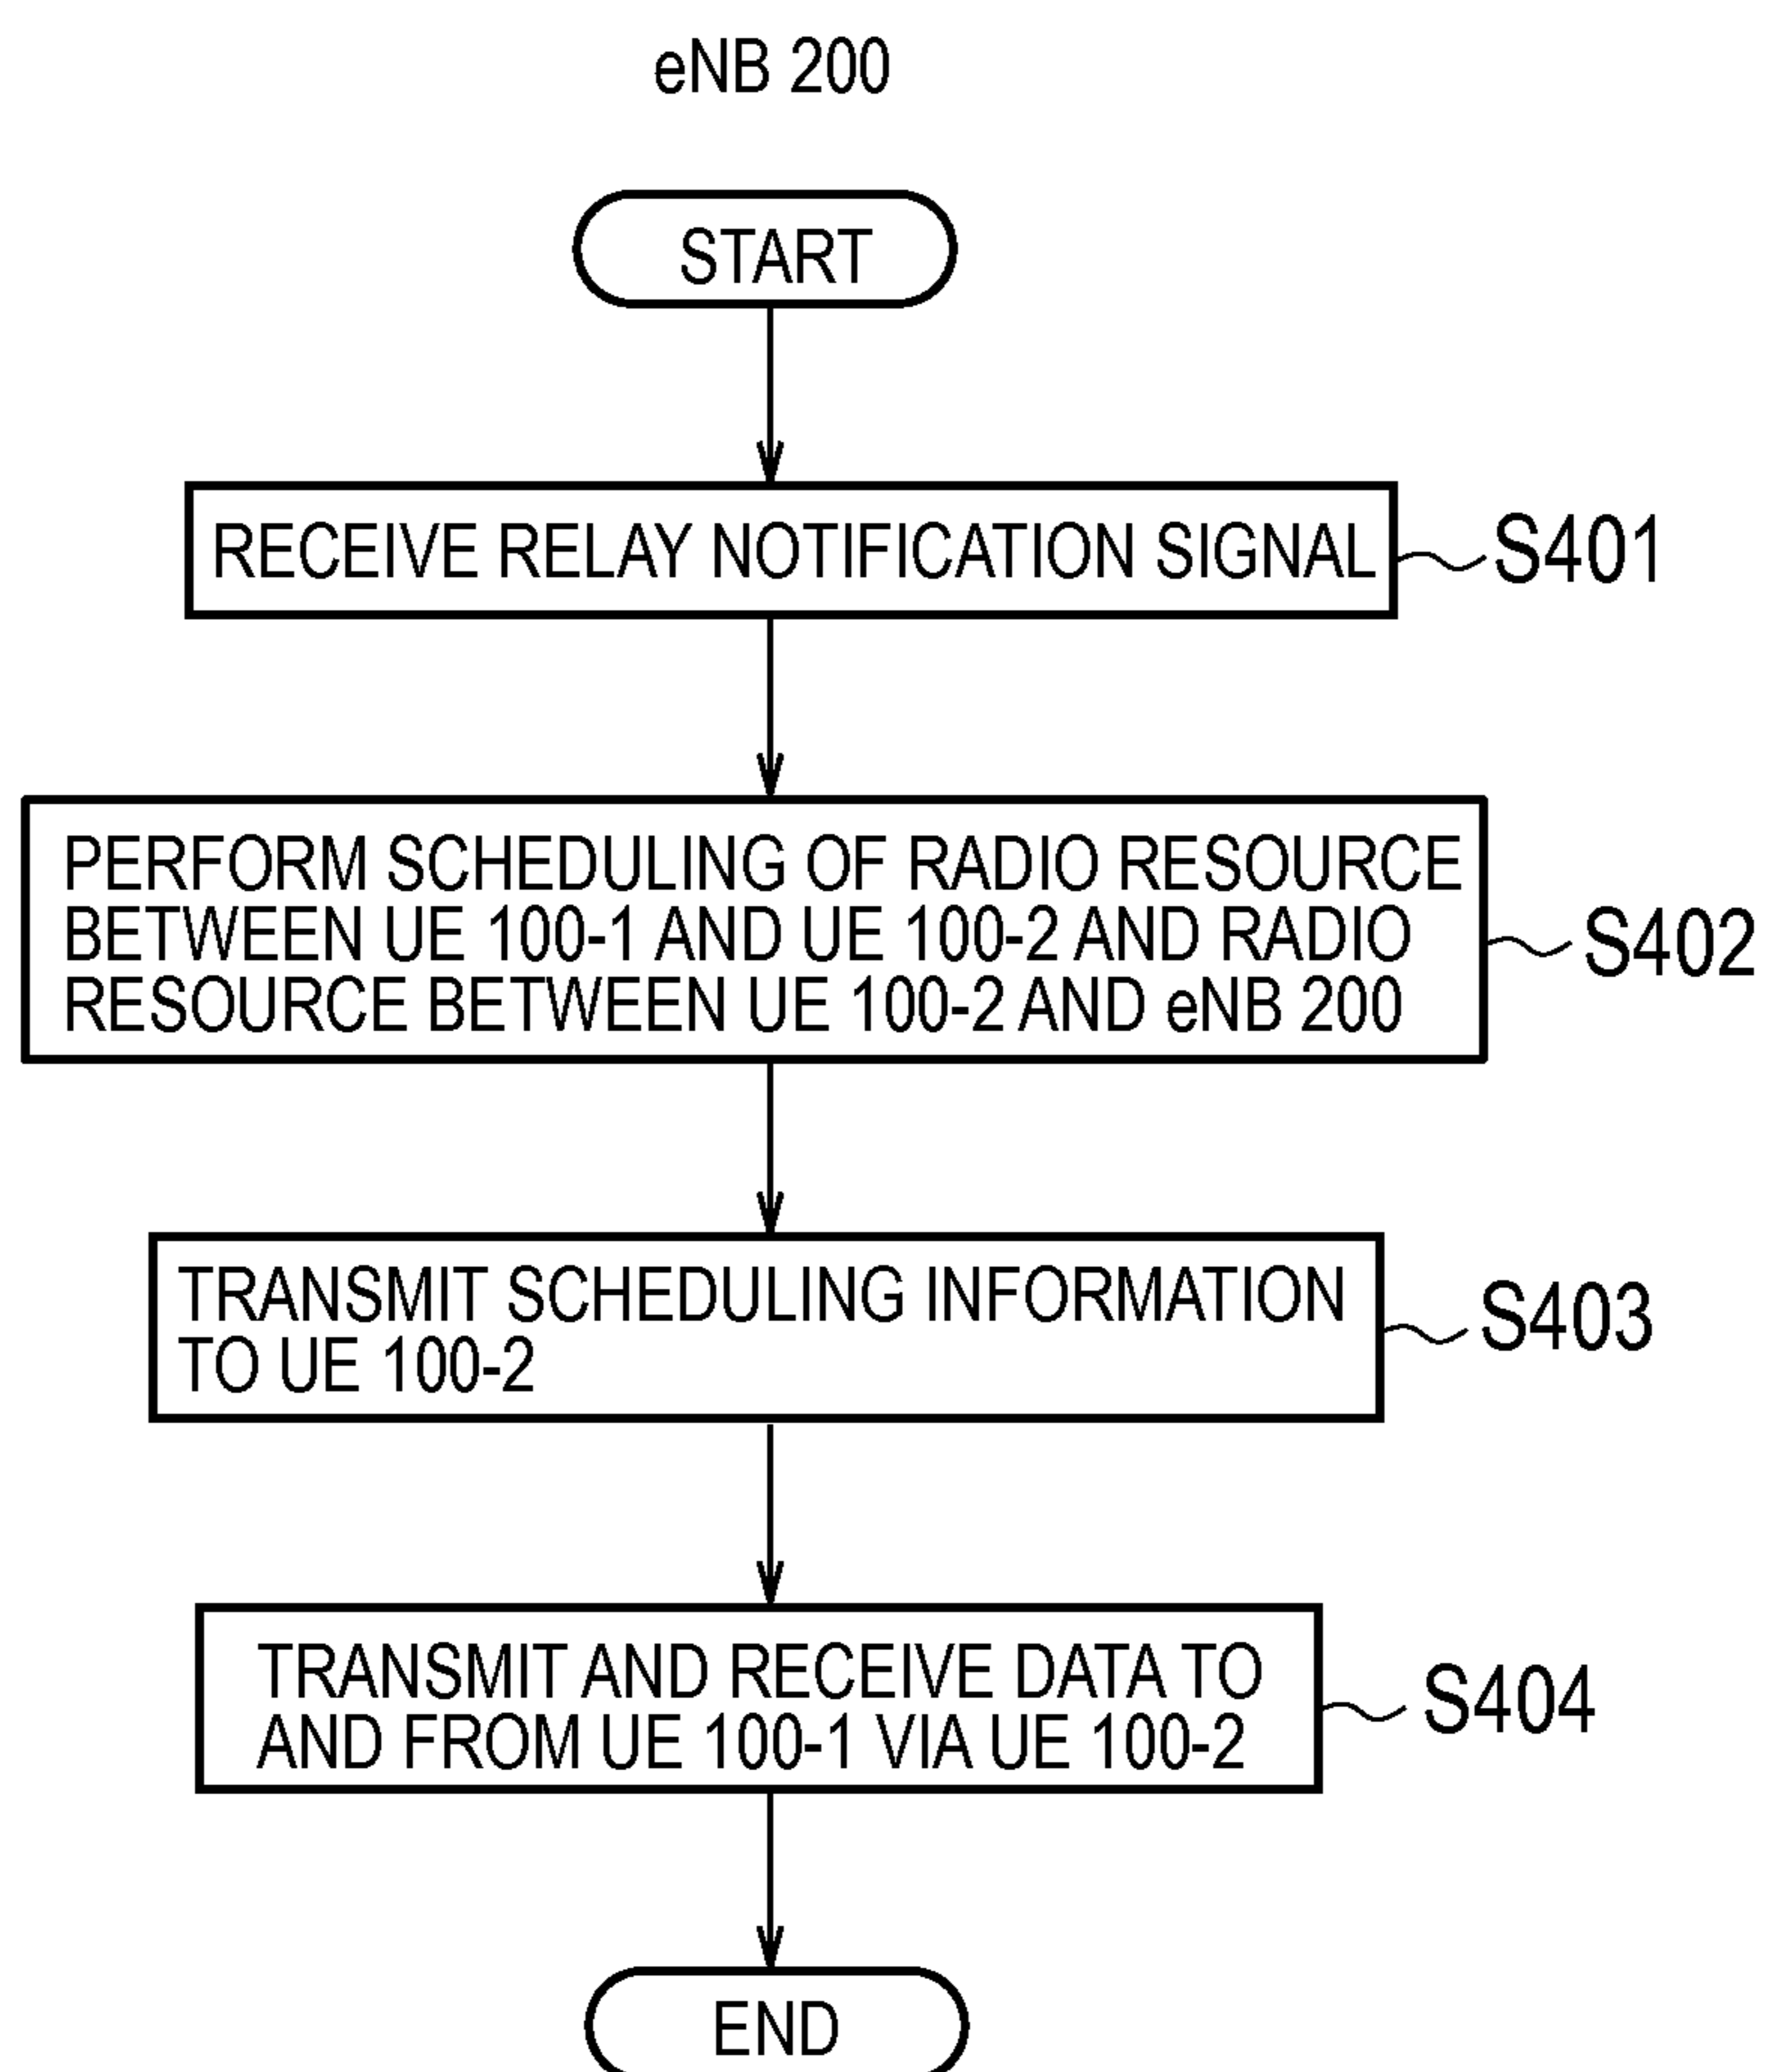 eNB 200
START
RECEIVE RELAY NOTIFICATION SIGNAL
S401
PERFORM SCHEDULING OF RADIO RESOURCE
BETWEEN UE 100-1 AND UE 100-2 AND RADIO
RESOURCE BETWEEN UE 100-2 AND eNB 200
S402
TRANSMIT SCHEDULING INFORMATION
TO UE 100-2
S403
TRANSMIT AND RECEIVE DATA TO
AND FROM UE 100-1 VIA UE 100-2
S404
END